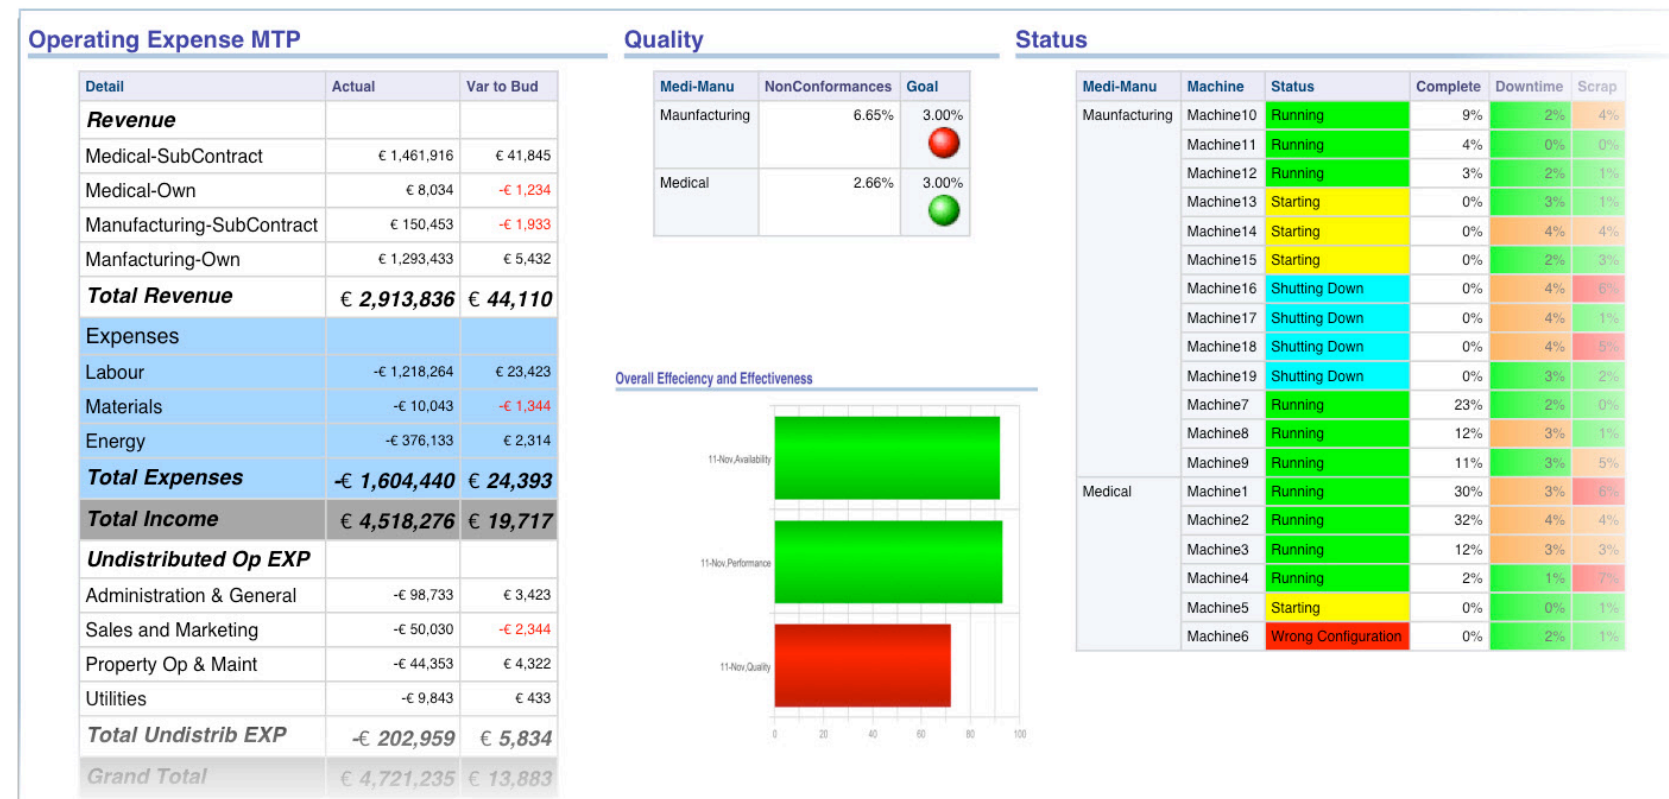 Operating Expense MTP
Detail Actual Var to Bud
Revenue
Medical-SubContract € 1,461,916 € 41,845
Medical-Own € 8,034 -€ 1,234
Manufacturing-SubContract € 150,453 -€ 1,933
Manfacturing-Own € 1,293,433 € 5,432
Total Revenue € 2,913,836 € 44,110
Expenses
Labour -€ 1,218,264 € 23,423
Materials -€ 10,043 -€ 1,344
Energy -€ 376,133 € 2,314
Total Expenses -€ 1,604,440 € 24,393
Total Income € 4,518,276 € 19,717
Undistributed Op EXP
Administration & General -€ 98,733 € 3,423
Sales and Marketing -€ 50,030 -€ 2,344
Property Op & Maint -€ 44,353 € 4,322
Utilities -€ 9,843 € 433
Total Undistrib EXP -€ 202,959 € 5,834
Grand Total € 4,721,235 € 13,883
Quality
Medi-Manu NonConformances Goal
Maunfacturing 6.65% 3.00%
Medical 2.66% 3.00%
Overall Effeciency and Effectiveness
11-Nov,Availability
11-Nov,Performance
11-Nov,Quality
0 20 40 60 80 100
Status
Medi-Manu Machine Status Complete Downtime Scrap
Maunfacturing Machine10 Running 9% 2% 4%
Machine11 Running 4% 0% 0%
Machine12 Running 3% 2% 1%
Machine13 Starting 0% 3% 1%
Machine14 Starting 0% 4% 4%
Machine15 Starting 0% 2% 3%
Machine16 Shutting Down 0% 4% 6%
Machine17 Shutting Down 0% 4% 1%
Machine18 Shutting Down 0% 4% 5%
Machine19 Shutting Down 0% 3% 2%
Machine7 Running 23% 2% 0%
Machine8 Running 12% 3% 1%
Machine9 Running 11% 3% 5%
Medical Machine1 Running 30% 3% 6%
Machine2 Running 32% 4% 4%
Machine3 Running 12% 3% 3%
Machine4 Running 2% 1% 7%
Machine5 Starting 0% 0% 1%
Machine6 Wrong Configuration 0% 2% 1%